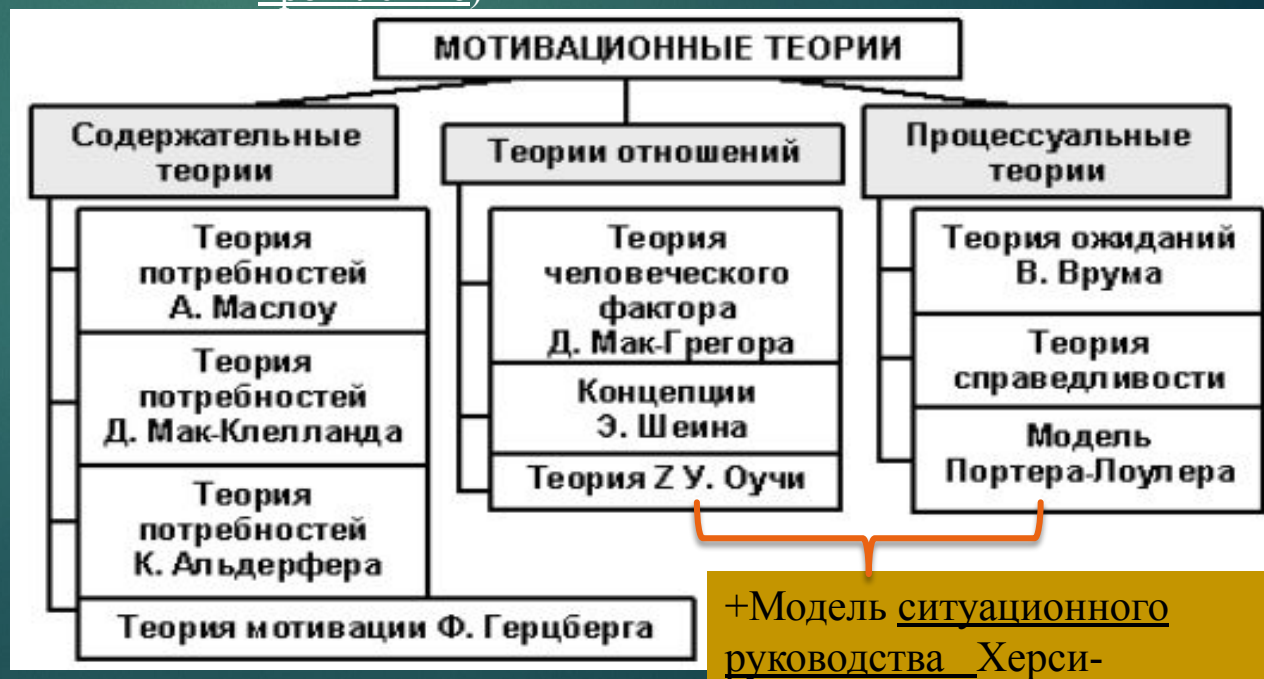 МОТИВАЦИОННЫЕ ТЕОРИИ
Содержательные
теории
Теория
потребностей
А. Маслоу
Теория
потребностей
Д. Мак-Клелланда
Теория
потребностей
К. Альдерфера
Теория мотивации Ф. Герцберга
Теории отношений
Теория
человеческого
фактора
Д. Мак-Грегора
Концепции
Э. Шеина
Теория Z У. Оучи
Процессуальные
теории
Теория ожиданий
В. Врума
Теория
справедливости
Модель
Портера-Лоулера
+Модель ситуационного
руководства Херси-